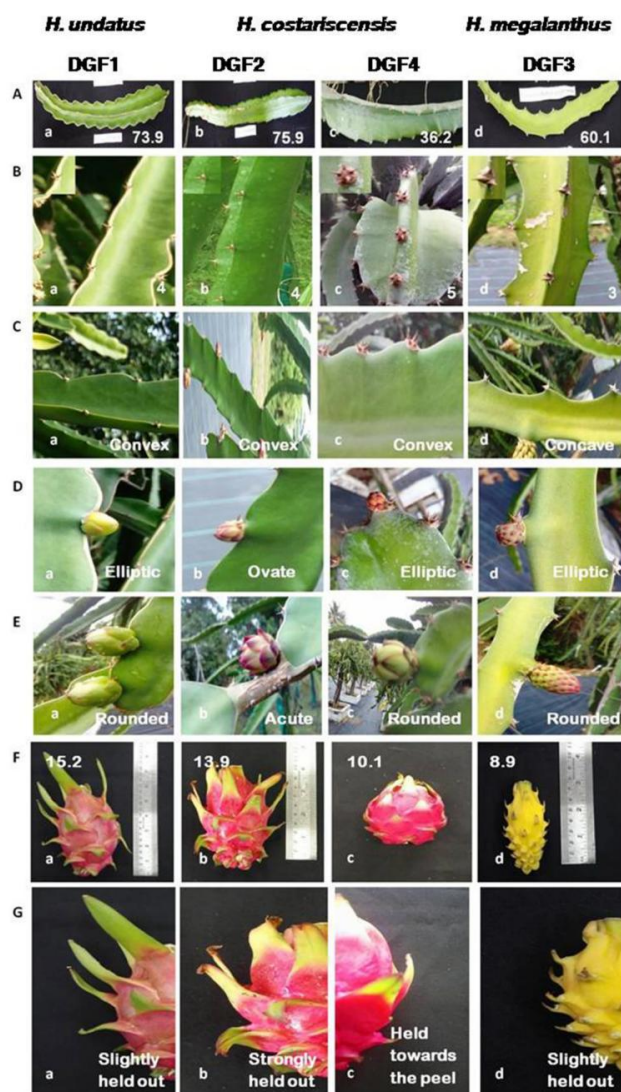 H. undatus H. costariscensis H. megalanthus
DGF1 DGF2 DGF4 DGF3
A
a 73.9 b 75.9 c 36.2 d 60.1
B
a 4 b 4 c 5 d 3
C
a Convex b Convex c Convex d Concave
D
a Elliptic b Ovate c Elliptic d Elliptic
E
a Rounded b Acute c Rounded d Rounded
F
15.2 13.9 10.1 8.9
a b c d
G
a Slightly held out b Strongly held out c Held towards the peel d Slightly held out